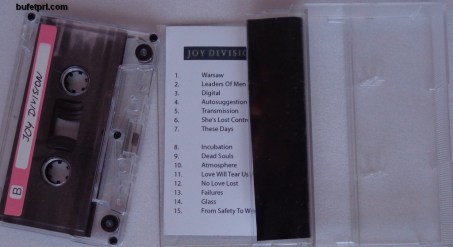 bufetprt.com
JOY DIVISION
B
JOY DIVISION
1. Warsaw
2. Leaders Of Men
3. Digital
4. Autosuggestion
5. Transmission
6. She's Lost Contr
7. These Days
8. Incubation
9. Dead Souls
10. Atmosphere
11. Love Will Tear Us
12. No Love Lost
13. Failures
14. Glass
15. From Safety To W